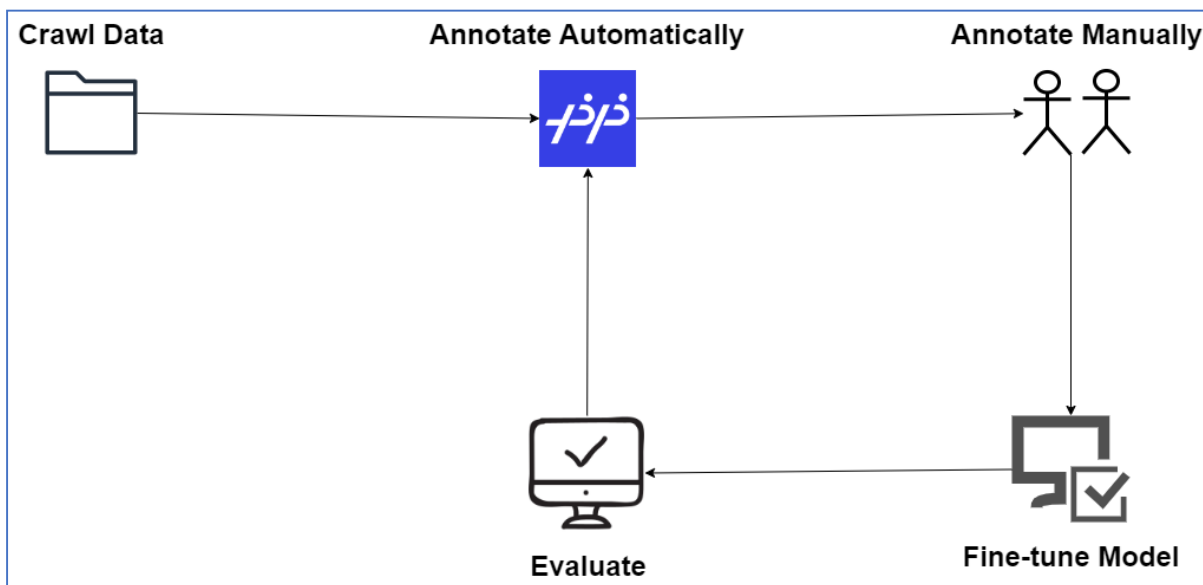 Crawl Data
Annotate Automatically
Annotate Manually
Evaluate
Fine-tune Model